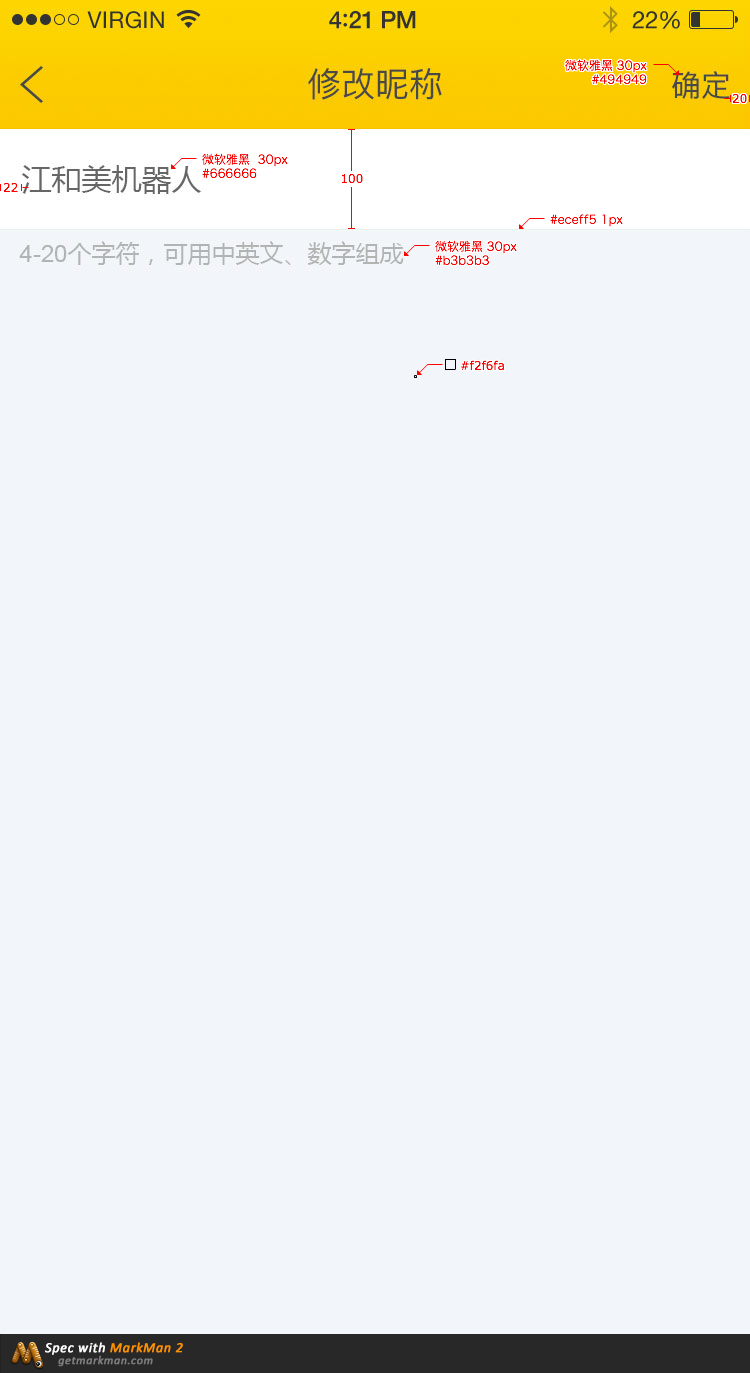 VIRGIN 4:21 PM 22%
修改昵称
微软雅黑 30px
#494949
确定
20
江和美机器人
微软雅黑 30px
#666666
22
100
#eceff5 1px
4-20个字符，可用中英文、数字组成
微软雅黑 30px
#b3b3b3
#f2f6fa
Spec with MarkMan 2
getmarkman.com